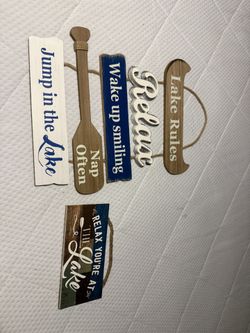 Lake Rules
Relax
Wake up smiling
Nap
Often
Jump in the
Lake
RELAX YOU'RE AT
THE
Lake